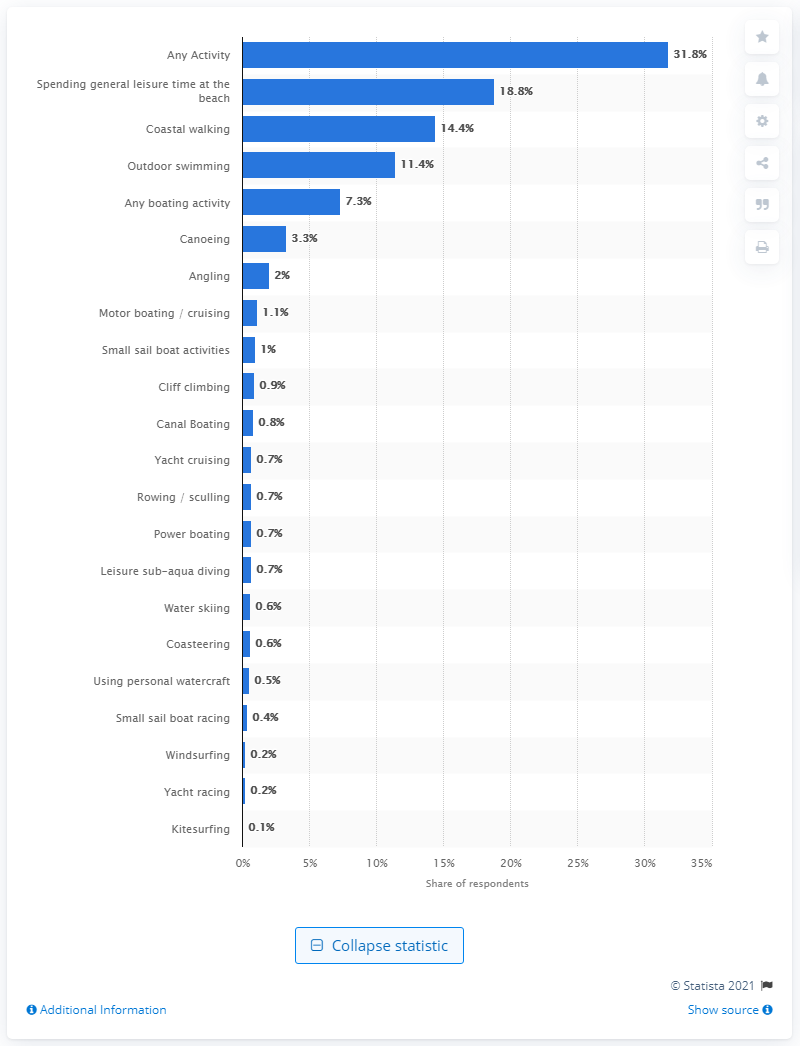 Any Activity
31.8%
Spending general leisure time at the
beach
18.8%
Coastal walking
14.4%
Outdoor swimming
11.4%
Any boating activity
7.3%
Canoeing
3.3%
Angling
2%
Motor boating / cruising
1.1%
Small sail boat activities
1%
Cliff climbing
0.9%
Canal Boating
0.8%
Yacht cruising
0.7%
Rowing / sculling
0.7%
Power boating
0.7%
Leisure sub-aqua diving
0.7%
Water skiing
0.6%
Coasteering
0.6%
Using personal watercraft
0.5%
Small sail boat racing
0.4%
Windsurfing
0.2%
Yacht racing
0.2%
Kitesurfing
0.1%
0% 5% 10% 15% 20% 25% 30% 35%
Share of respondents
Collapse statistic
© Statista 2021
Additional Information
Show source